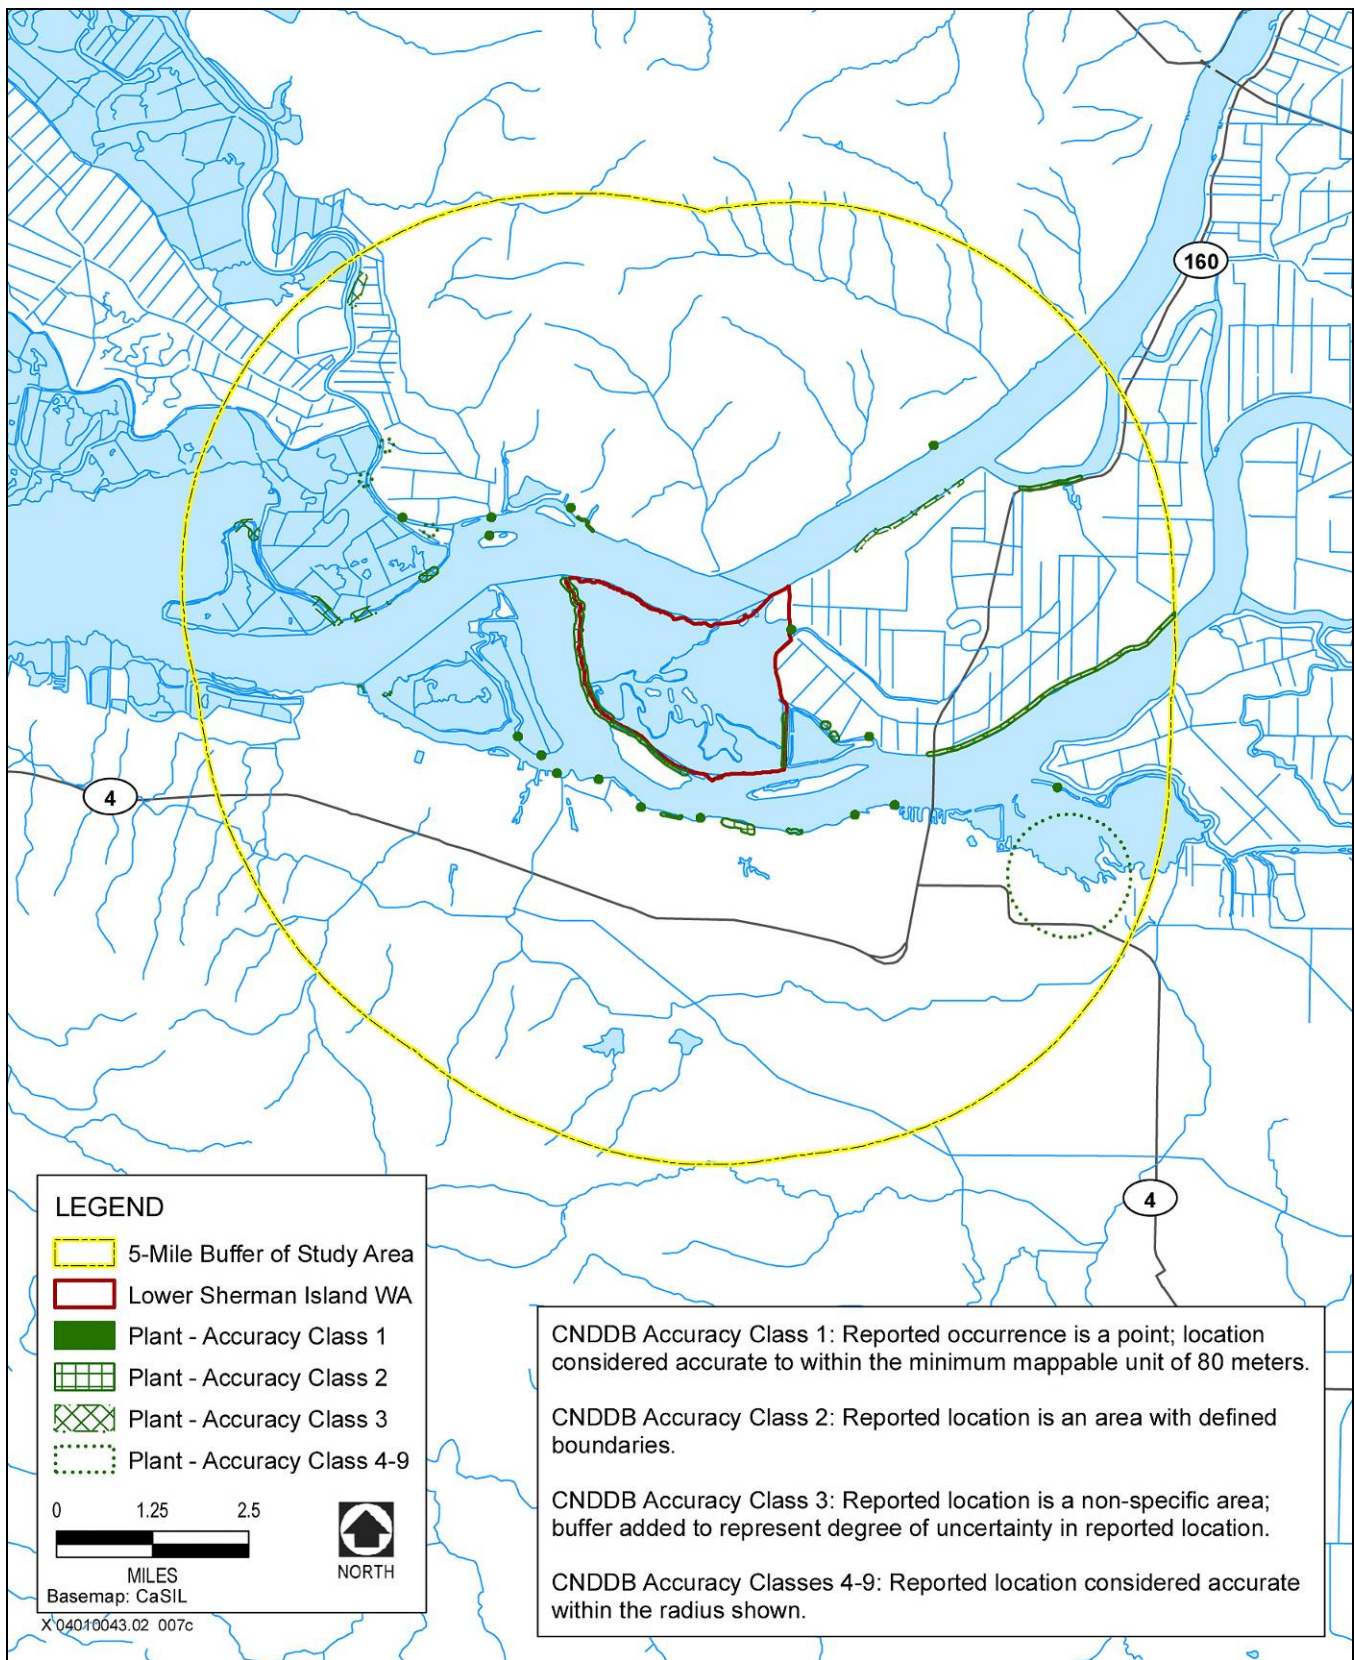 160
4
4
LEGEND
5-Mile Buffer of Study Area
Lower Sherman Island WA
Plant - Accuracy Class 1
Plant - Accuracy Class 2
Plant - Accuracy Class 3
Plant - Accuracy Class 4-9
0 1.25 2.5
MILES
NORTH
Basemap: CaSIL
X 04010043.02 007c
CNDDB Accuracy Class 1: Reported occurrence is a point; location
considered accurate to within the minimum mappable unit of 80 meters.
CNDDB Accuracy Class 2: Reported location is an area with defined
boundaries.
CNDDB Accuracy Class 3: Reported location is a non-specific area;
buffer added to represent degree of uncertainty in reported location.
CNDDB Accuracy Classes 4-9: Reported location considered accurate
within the radius shown.